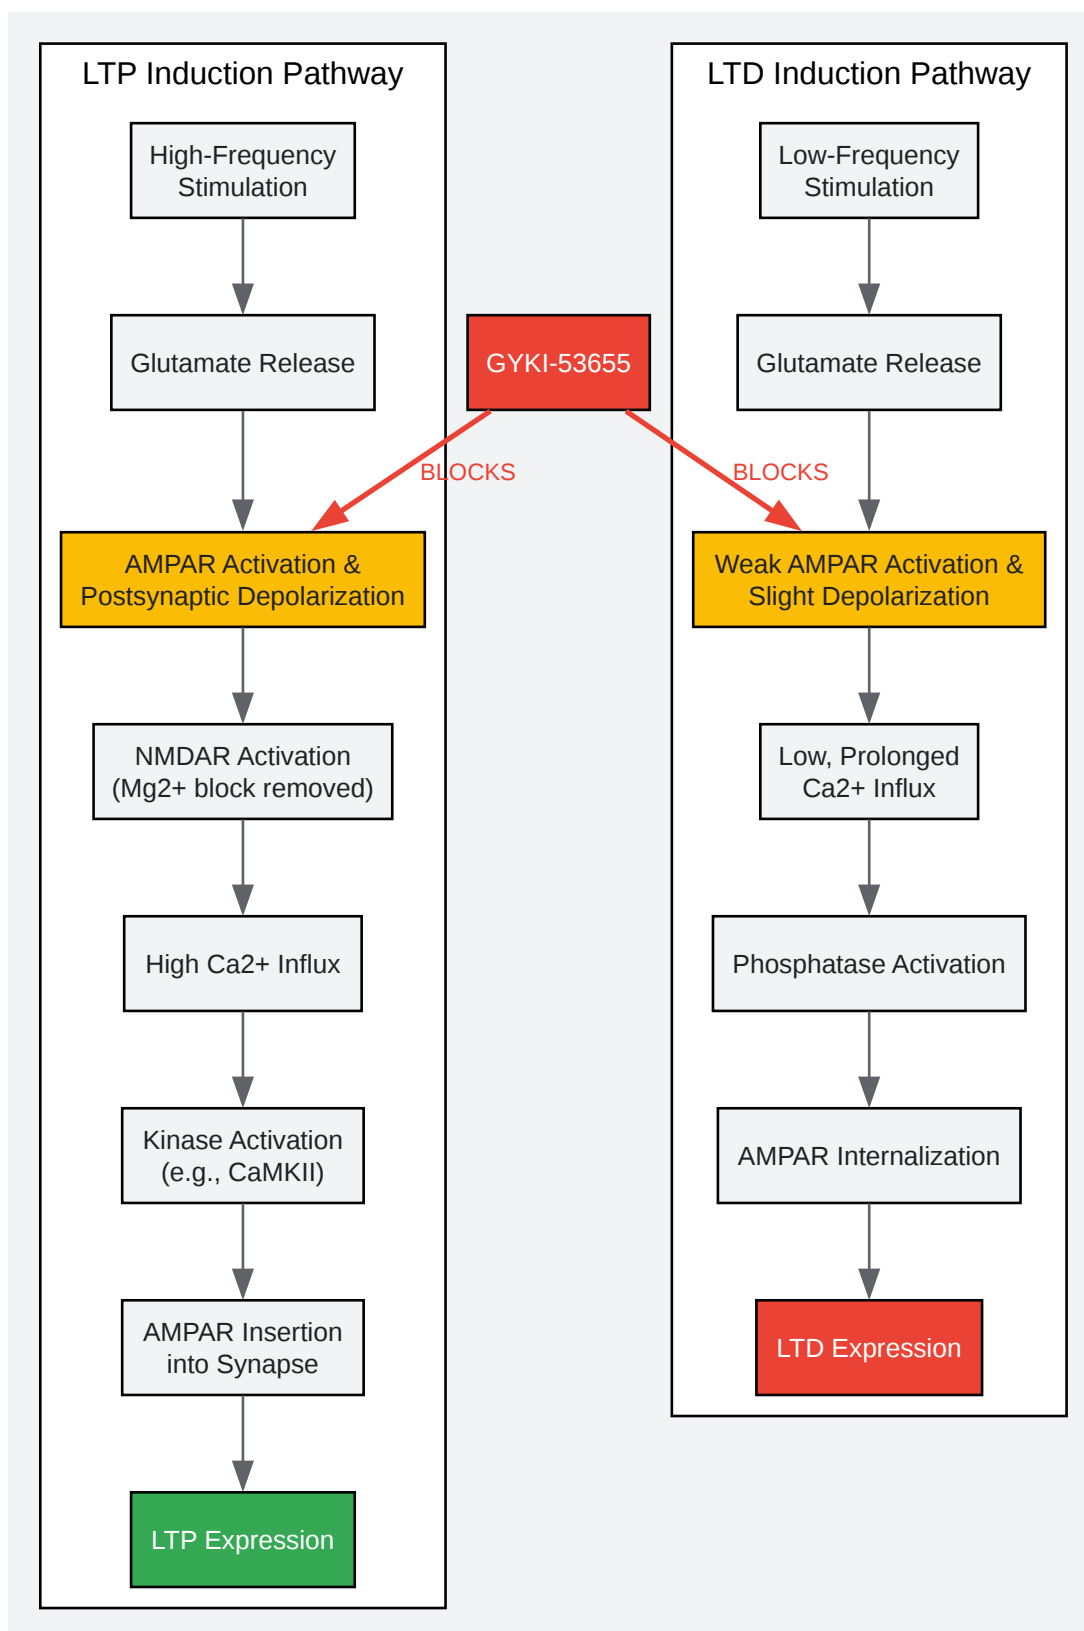 LTP Induction Pathway
High-Frequency
Stimulation
Glutamate Release
AMPAR Activation &
Postsynaptic Depolarization
NMDAR Activation
(Mg2+ block removed)
High Ca2+ Influx
Kinase Activation
(e.g., CaMKII)
AMPAR Insertion
into Synapse
LTP Expression
GYKI-53655
BLOCKS
BLOCKS
LTD Induction Pathway
Low-Frequency
Stimulation
Glutamate Release
Weak AMPAR Activation &
Slight Depolarization
Low, Prolonged
Ca2+ Influx
Phosphatase Activation
AMPAR Internalization
LTD Expression